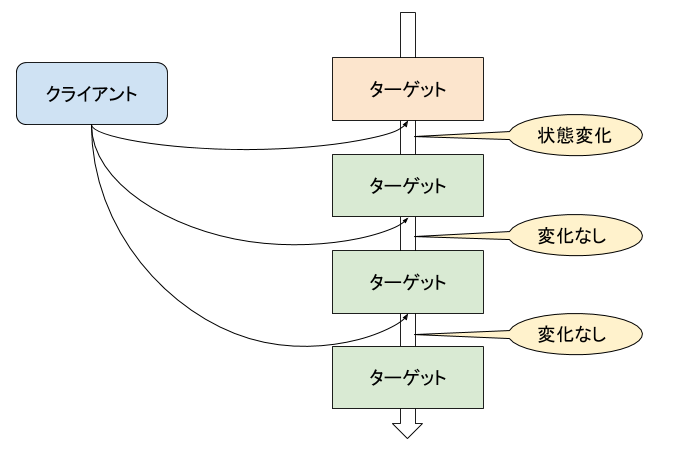 クライアント
ターゲット
状態変化
ターゲット
変化なし
ターゲット
変化なし
ターゲット